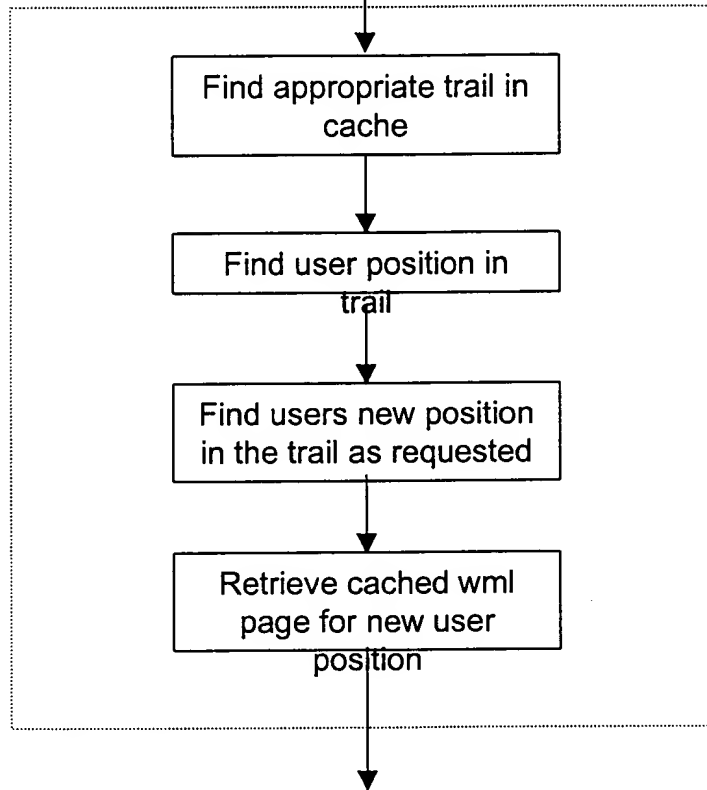 Find appropriate trail in
cache
Find user position in
trail
Find users new position
in the trail as requested
Retrieve cached wml
page for new user
position